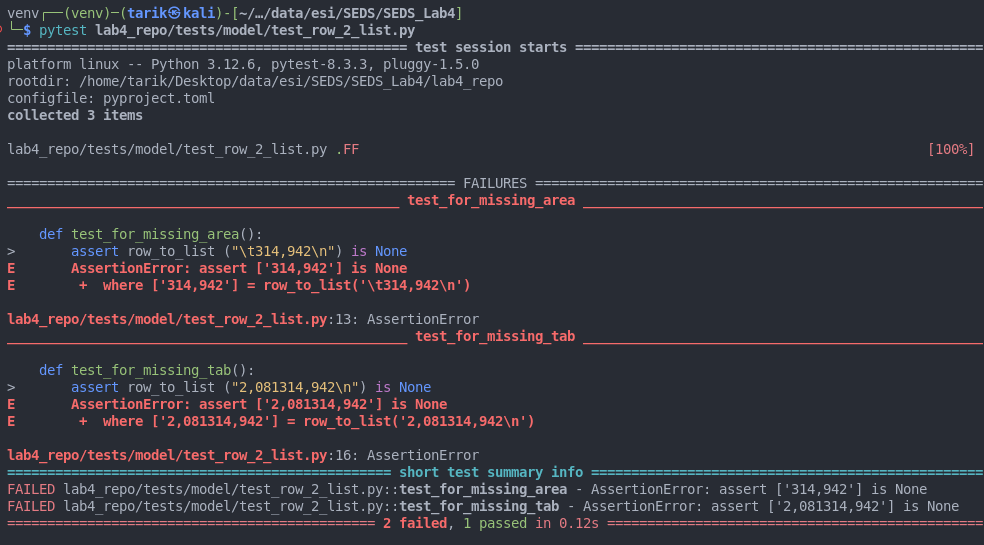 venv┌──(venv)─(tarik㉿kali)-[~/…/data/esi/SEDS/SEDS_Lab4]
└─$ pytest lab4_repo/tests/model/test_row_2_list.py
================================================== test session starts ===================================================
platform linux -- Python 3.12.6, pytest-8.3.3, pluggy-1.5.0
rootdir: /home/tarik/Desktop/data/esi/SEDS/SEDS_Lab4/lab4_repo
configfile: pyproject.toml
collected 3 items
lab4_repo/tests/model/test_row_2_list.py .FF [100%]
======================================================== FAILURES ========================================================
_________________________________________________ test_for_missing_area __________________________________________________
def test_for_missing_area():
> assert row_to_list ("\t314,942\n") is None
E AssertionError: assert ['314,942'] is None
E + where ['314,942'] = row_to_list('\t314,942\n')
lab4_repo/tests/model/test_row_2_list.py:13: AssertionError
__________________________________________________ test_for_missing_tab __________________________________________________
def test_for_missing_tab():
> assert row_to_list ("2,081314,942\n") is None
E AssertionError: assert ['2,081314,942'] is None
E + where ['2,081314,942'] = row_to_list('2,081314,942\n')
lab4_repo/tests/model/test_row_2_list.py:16: AssertionError
================================================ short test summary info =================================================
FAILED lab4_repo/tests/model/test_row_2_list.py::test_for_missing_area - AssertionError: assert ['314,942'] is None
FAILED lab4_repo/tests/model/test_row_2_list.py::test_for_missing_tab - AssertionError: assert ['2,081314,942'] is None
============================================== 2 failed, 1 passed in 0.12s ===============================================